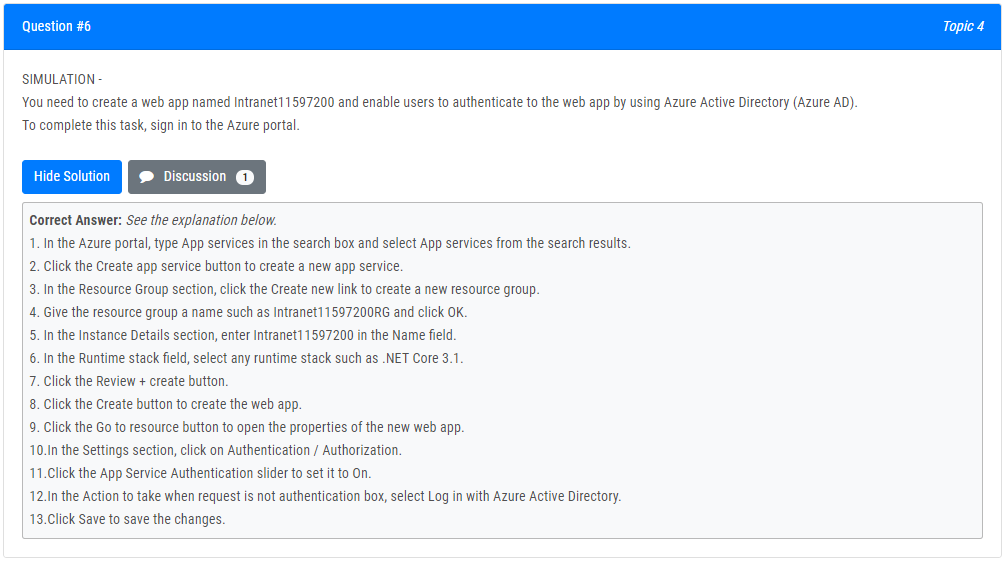 Question #6
Topic 4
SIMULATION -
You need to create a web app named Intranet11597200 and enable users to authenticate to the web app by using Azure Active Directory (Azure AD).
To complete this task, sign in to the Azure portal.
Hide Solution
Discussion 1
Correct Answer: See the explanation below.
1. In the Azure portal, type App services in the search box and select App services from the search results.
2. Click the Create app service button to create a new app service.
3. In the Resource Group section, click the Create new link to create a new resource group.
4. Give the resource group a name such as Intranet11597200RG and click OK.
5. In the Instance Details section, enter Intranet11597200 in the Name field.
6. In the Runtime stack field, select any runtime stack such as .NET Core 3.1.
7. Click the Review + create button.
8. Click the Create button to create the web app.
9. Click the Go to resource button to open the properties of the new web app.
10.In the Settings section, click on Authentication / Authorization.
11.Click the App Service Authentication slider to set it to On.
12.In the Action to take when request is not authentication box, select Log in with Azure Active Directory.
13.Click Save to save the changes.